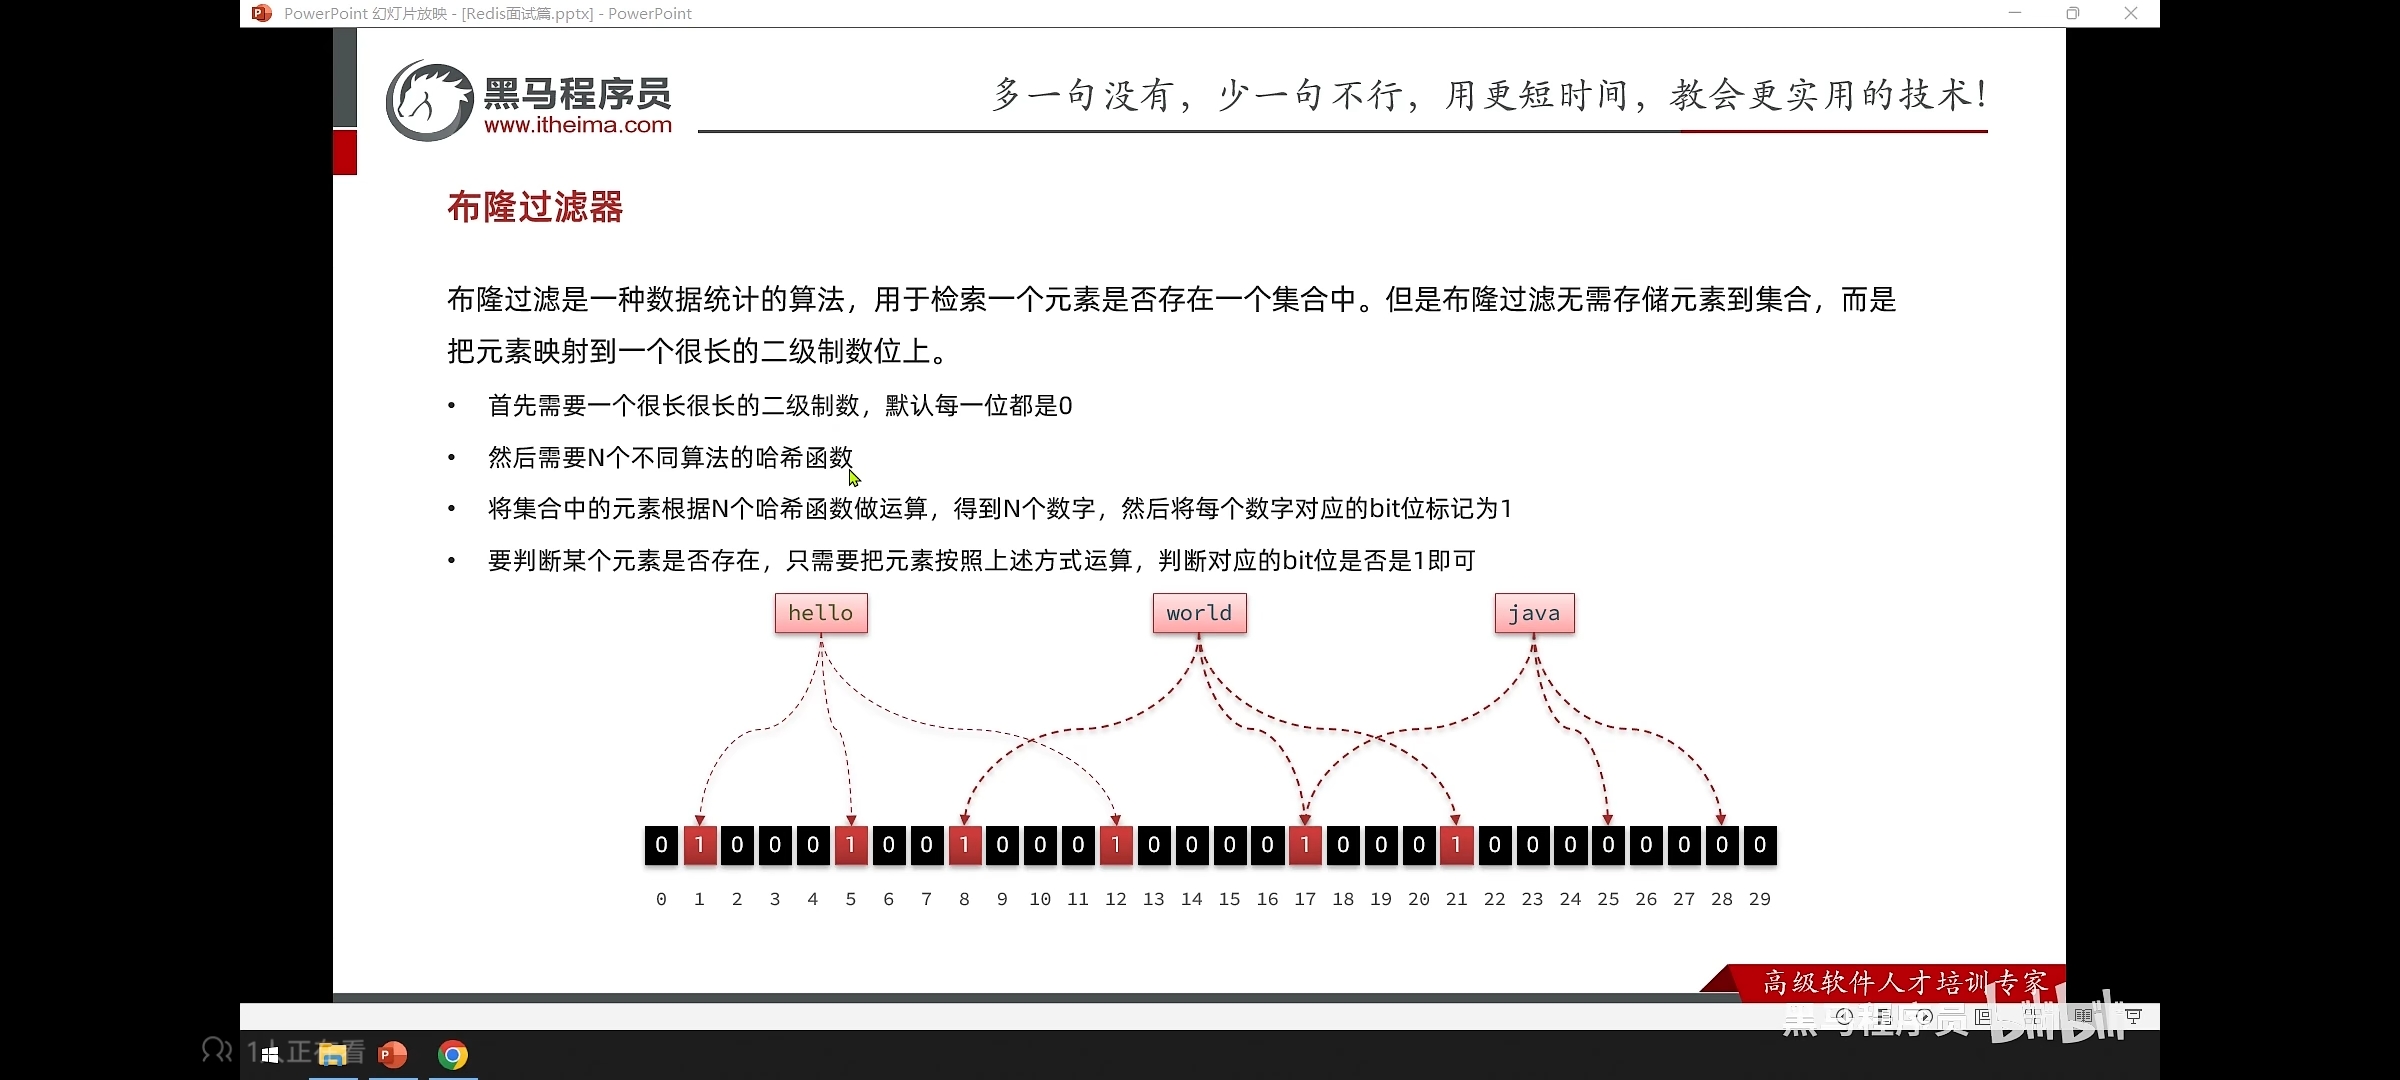 PowerPoint 幻灯片放映 - [Redis面试篇.pptx] - PowerPoint
黑马程序员
www.itheima.com
多一句没有，少一句不行，用更短时间，教会更实用的技术！
布隆过滤器
布隆过滤是一种数据统计的算法，用于检索一个元素是否存在一个集合中。但是布隆过滤无需存储元素到集合，而是
把元素映射到一个很长的二级制数位上。
• 首先需要一个很长很长的二级制数，默认每一位都是0
• 然后需要N个不同算法的哈希函数
• 将集合中的元素根据N个哈希函数做运算，得到N个数字，然后将每个数字对应的bit位标记为1
• 要判断某个元素是否存在，只需要把元素按照上述方式运算，判断对应的bit位是否是1即可
hello world java
0 1 0 0 0 1 0 0 1 0 0 0 1 0 0 0 0 1 0 0 0 1 0 0 0 0 0 0 0 0
0 1 2 3 4 5 6 7 8 9 10 11 12 13 14 15 16 17 18 19 20 21 22 23 24 25 26 27 28 29
高级软件人才培训专家
黑马程序员 bilibili
1人正在看